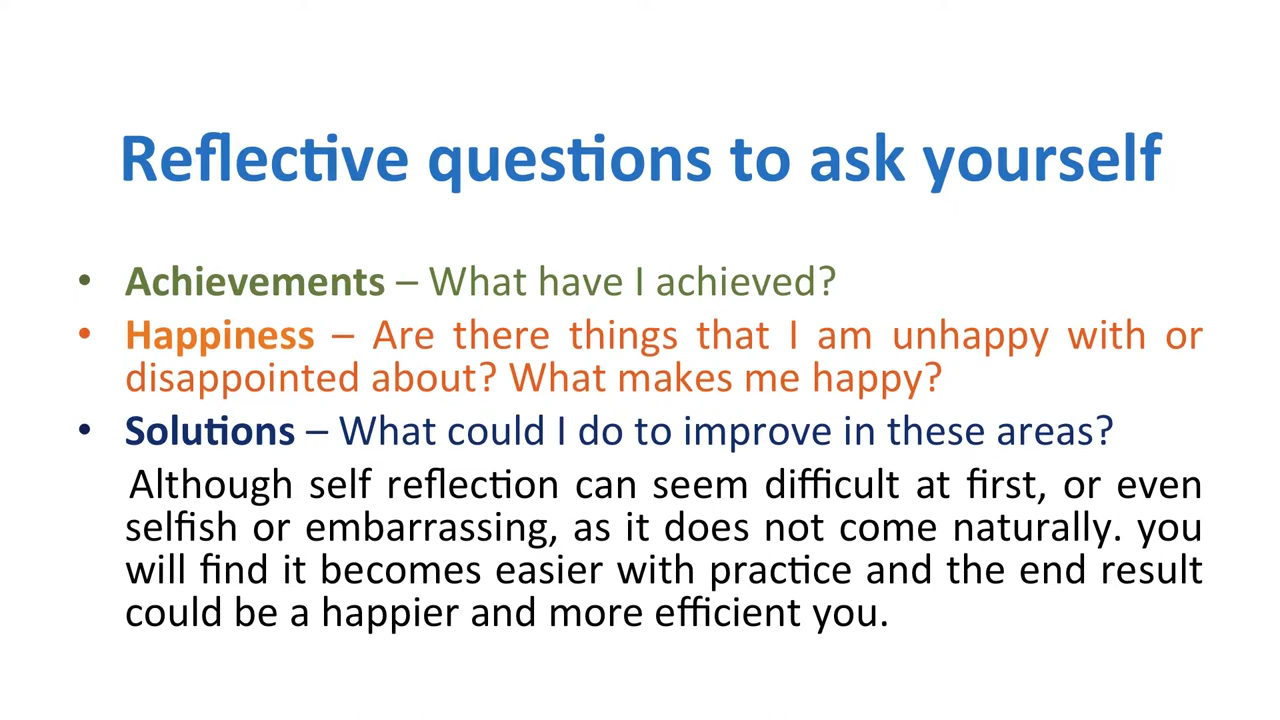 Reflective questions to ask yourself
• Achievements – What have I achieved?
• Happiness – Are there things that I am unhappy with or
disappointed about? What makes me happy?
• Solutions – What could I do to improve in these areas?
Although self reflection can seem difficult at first, or even
selfish or embarrassing, as it does not come naturally. you
will find it becomes easier with practice and the end result
could be a happier and more efficient you.